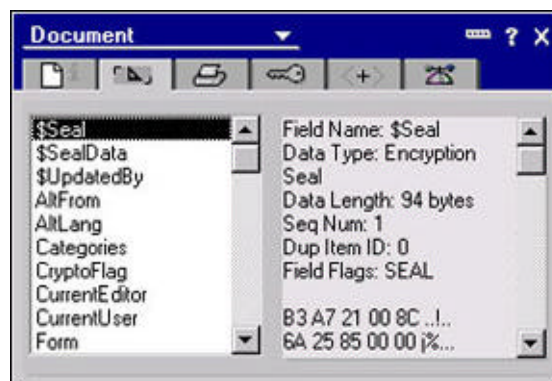 Document
? X
<+>
$Seal
$SealData
$UpdatedBy
AltFrom
AltLang
Categories
CryptoFlag
CurrentEditor
CurrentUser
Form
Field Name: $Seal
Data Type: Encryption
Seal
Data Length: 94 bytes
Seq Num: 1
Dup Item ID: 0
Field Flags: SEAL
B3 A7 21 00 8C ..!..
6A 25 85 00 00 j%...